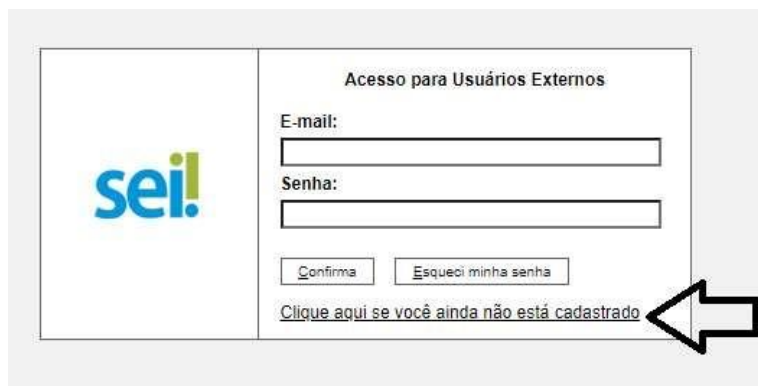 sei!
Acesso para Usuários Externos
E-mail:
Senha:
Confirma
Esqueci minha senha
Clique aqui se você ainda não está cadastrado